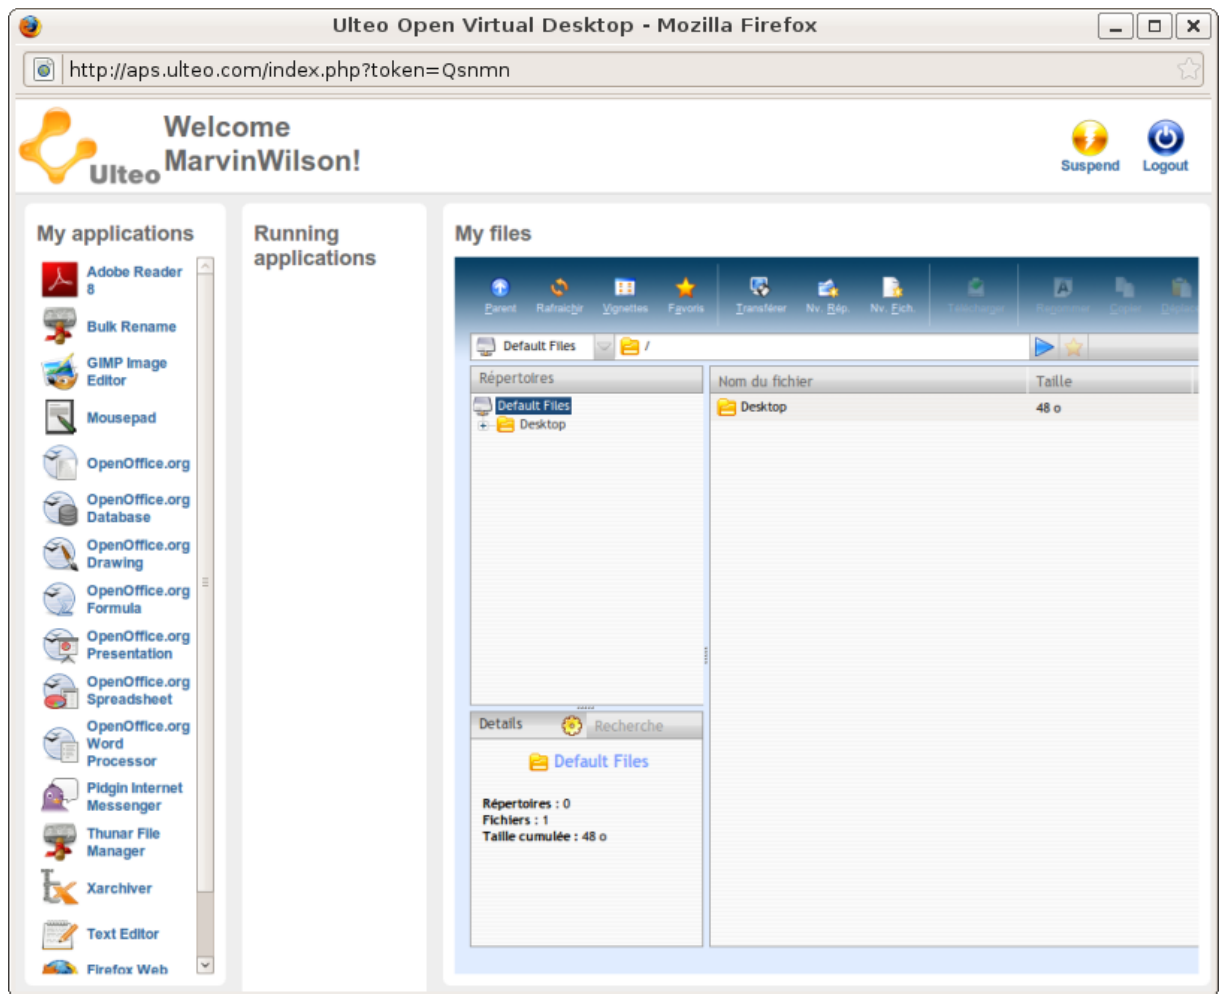 Ulteo Open Virtual Desktop - Mozilla Firefox
http://aps.ulteo.com/index.php?token=Qsnmn
Ulteo
Welcome
MarvinWilson!
Suspend
Logout
My applications
Adobe Reader
8
Bulk Rename
GIMP Image
Editor
Mousepad
OpenOffice.org
OpenOffice.org
Database
OpenOffice.org
Drawing
OpenOffice.org
Formula
OpenOffice.org
Presentation
OpenOffice.org
Spreadsheet
OpenOffice.org
Word
Processor
Pidgin Internet
Messenger
Thunar File
Manager
Xarchiver
Text Editor
Firefox Web
Running
applications
My files
Parent Rafraichir Vignettes Favoris Transférer Nv. Rép. Nv. Fich. Télécharger Renommer Copier
Default Files /
Répertoires
Default Files
Desktop
Nom du fichier Taille
Desktop 48 o
Details Recherche
Default Files
Répertoires : 0
Fichiers : 1
Taille cumulée : 48 o